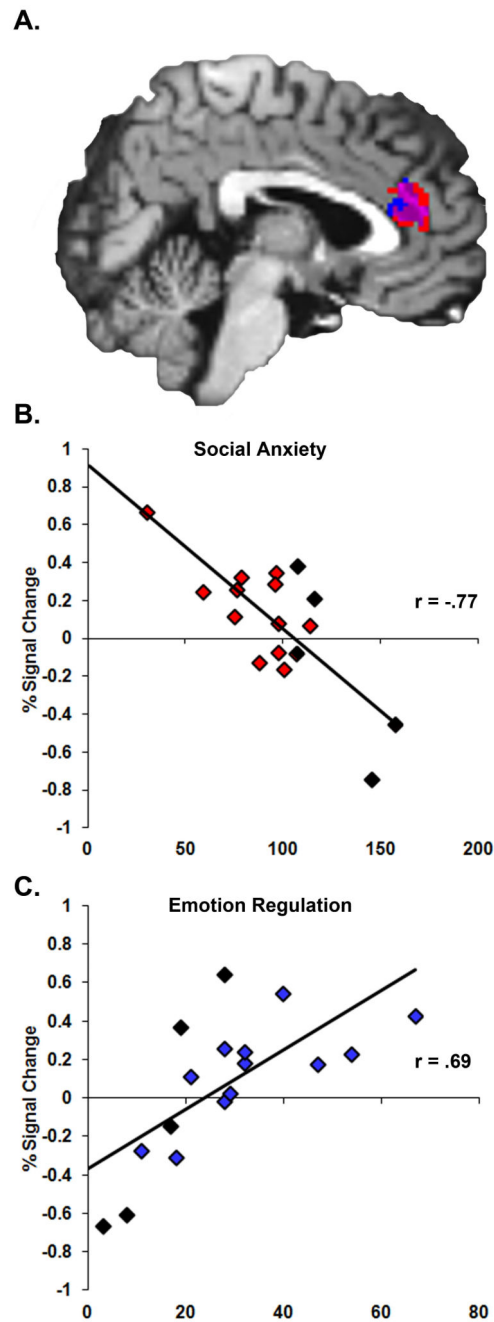 A.
B.
Social Anxiety
% Signal Change
1
0.8
0.6
0.4
0.2
0
-0.2
-0.4
-0.6
-0.8
-1
r = -.77
0 50 100 150 200
C.
Emotion Regulation
% Signal Change
1
0.8
0.6
0.4
0.2
0
-0.2
-0.4
-0.6
-0.8
-1
r = .69
0 20 40 60 80